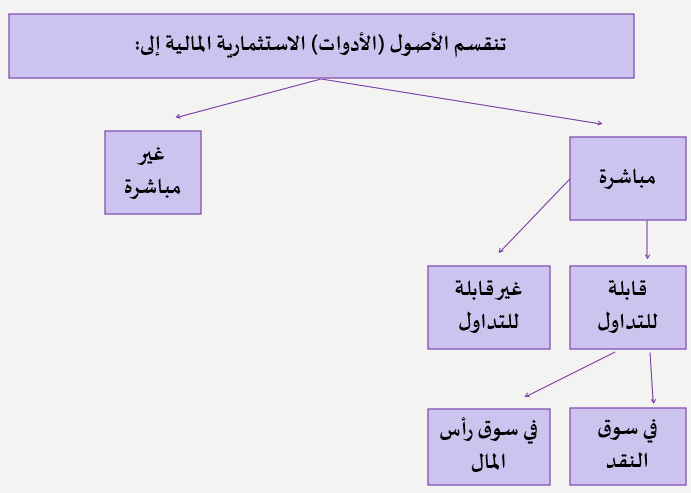 تنقسم الأصول (الأدوات) الاستثمارية المالية إلى:
مباشرة
غير
مباشرة
قابلة
للتداول
غير قابلة
للتداول
في سوق
النقد
في سوق رأس
المال